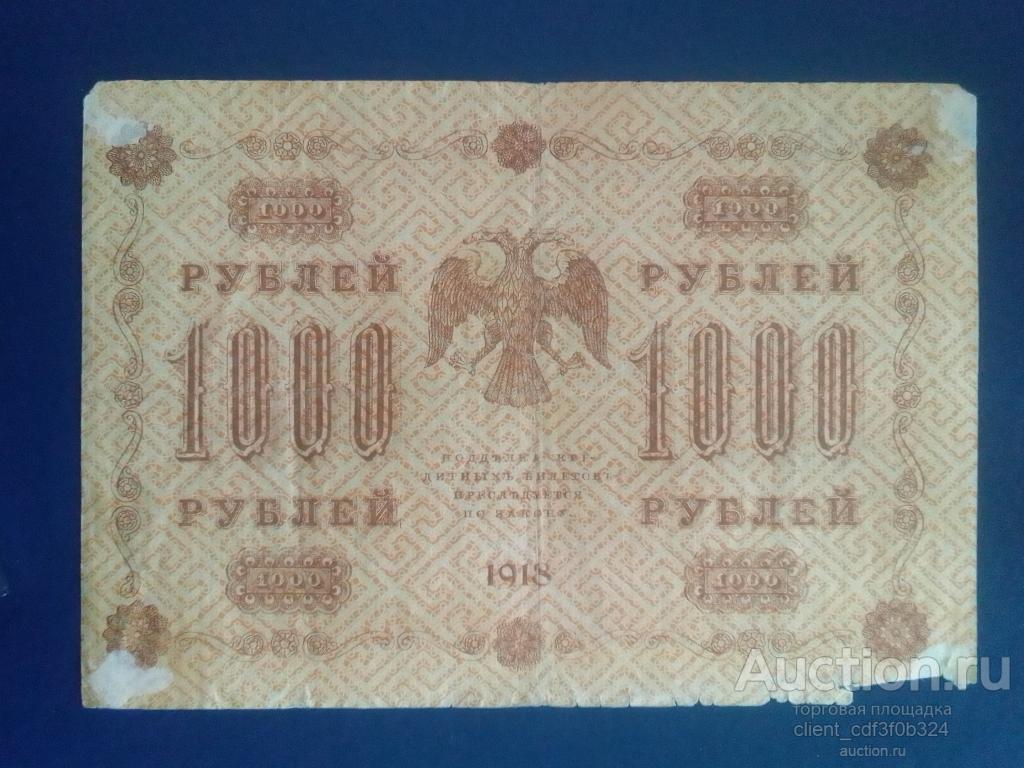 1000 1000
РУБЛЕЙ РУБЛЕЙ
1000 1000
ПОДДѢЛКА КРЕ-
ДИТНЫХЪ БИЛЕТОВЪ
ПРЕСЛѢДУЕТСЯ
ПО ЗАКОНУ
РУБЛЕЙ РУБЛЕЙ
1000 1000
1918
Auction.ru
торговая площадка
client_cdf3f0b324
auction.ru